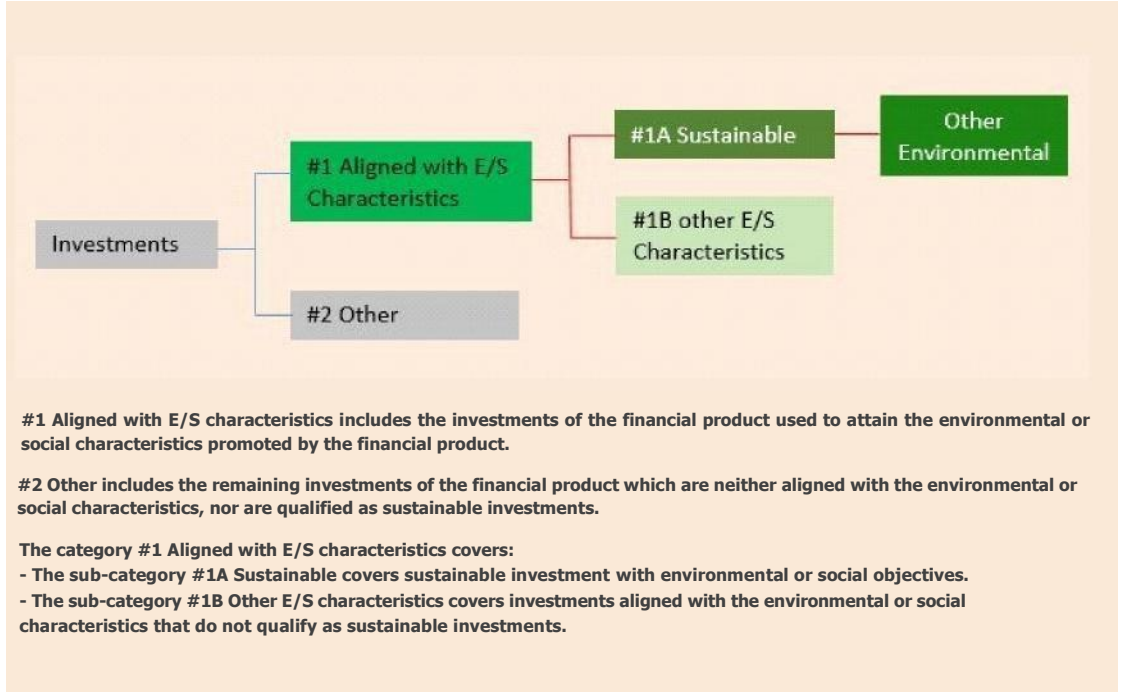 Other
Environmental
#1A Sustainable
#1 Aligned with E/S
Characteristics
#1B other E/S
Characteristics
Investments
#2 Other
#1 Aligned with E/S characteristics includes the investments of the financial product used to attain the environmental or
social characteristics promoted by the financial product.
#2 Other includes the remaining investments of the financial product which are neither aligned with the environmental or
social characteristics, nor are qualified as sustainable investments.
The category #1 Aligned with E/S characteristics covers:
- The sub-category #1A Sustainable covers sustainable investment with environmental or social objectives.
- The sub-category #1B Other E/S characteristics covers investments aligned with the environmental or social
characteristics that do not qualify as sustainable investments.